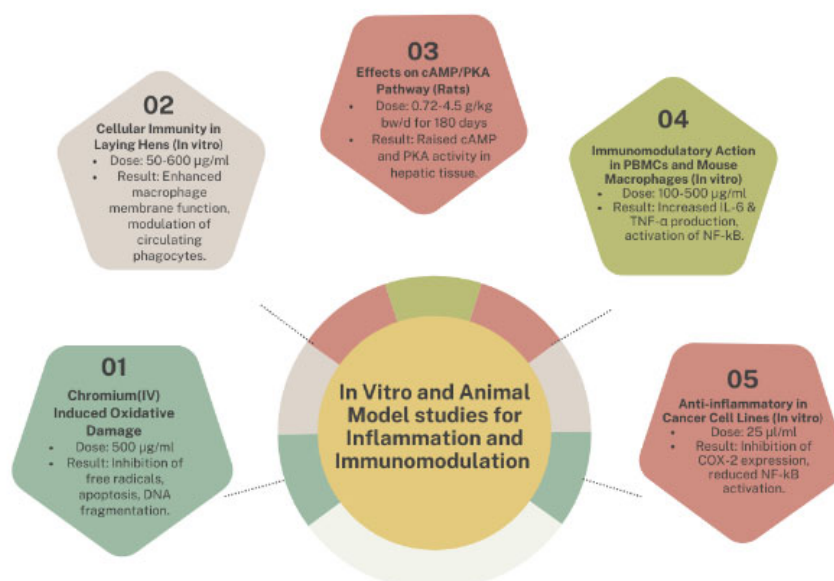 01
Chromium(IV)
Induced Oxidative
Damage
• Dose: 500 µg/ml
• Result: Inhibition of
free radicals,
apoptosis, DNA
fragmentation.
02
Cellular Immunity in
Laying Hens (In vitro)
• Dose: 50-600 µg/ml
• Result: Enhanced
macrophage
membrane function,
modulation of
circulating
phagocytes.
03
Effects on cAMP/PKA
Pathway (Rats)
• Dose: 0.72-4.5 g/kg
bw/d for 180 days
• Result: Raised cAMP
and PKA activity in
hepatic tissue.
04
Immunomodulatory Action
in PBMCs and Mouse
Macrophages (In vitro)
• Dose: 100-500 µg/ml
• Result: Increased IL-6 &
TNF-α production,
activation of NF-kB.
05
Anti-inflammatory in
Cancer Cell Lines (In vitro)
• Dose: 25 µl/ml
• Result: Inhibition of
COX-2 expression,
reduced NF-kB
activation.
In Vitro and Animal
Model studies for
Inflammation and
Immunomodulation